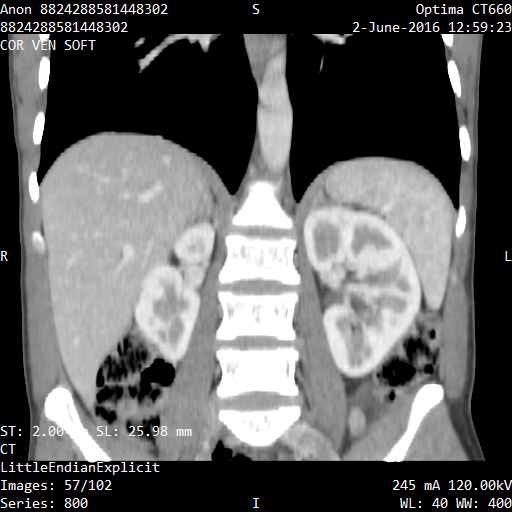 Anon 8824288581448302
S
Optima CT660
8824288581448302
2-June-2016 12:59:23
COR VEN SOFT
R
L
ST: 2.00 mm SL: 25.98 mm
CT
LittleEndianExplicit
Images: 57/102
245 mA 120.00kV
Series: 800
I
WL: 40 WW: 400